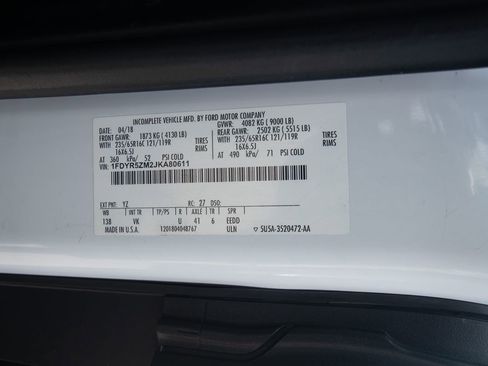 INCOMPLETE VEHICLE MFD. BY FORD MOTOR COMPANY
DATE: 04/18 GVWR: 4082 KG ( 9000 LB)
FRONT GAWR: 1873 KG ( 4130 LB) REAR GAWR: 2502 KG ( 5515 LB)
WITH 235/65R16C 121/119R TIRES WITH 235/65R16C 121/119R TIRES
16X6.5J RIMS 16X6.5J RIMS
AT 360 kPa/ 52 PSI COLD AT 490 kPa/ 71 PSI COLD
VIN: 1FDYR5ZM2JKA80611
EXT PNT: YZ RC: 27 DSO:
WB INT TR TP/PS R AXLE TR SPR
138 VK U 41 6 EEDD
MADE IN U.S.A. 1201804048767 ULN ▽ 5U5A-3520472-AA